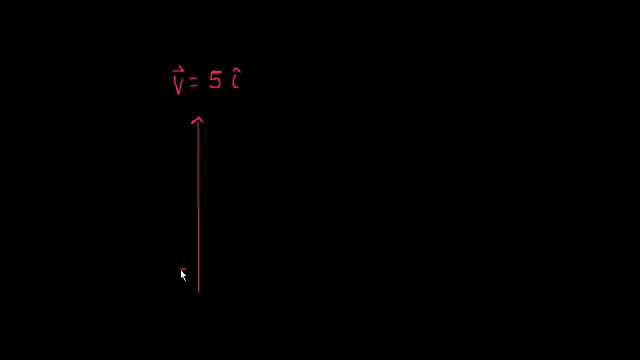 v⃗ = 5 î